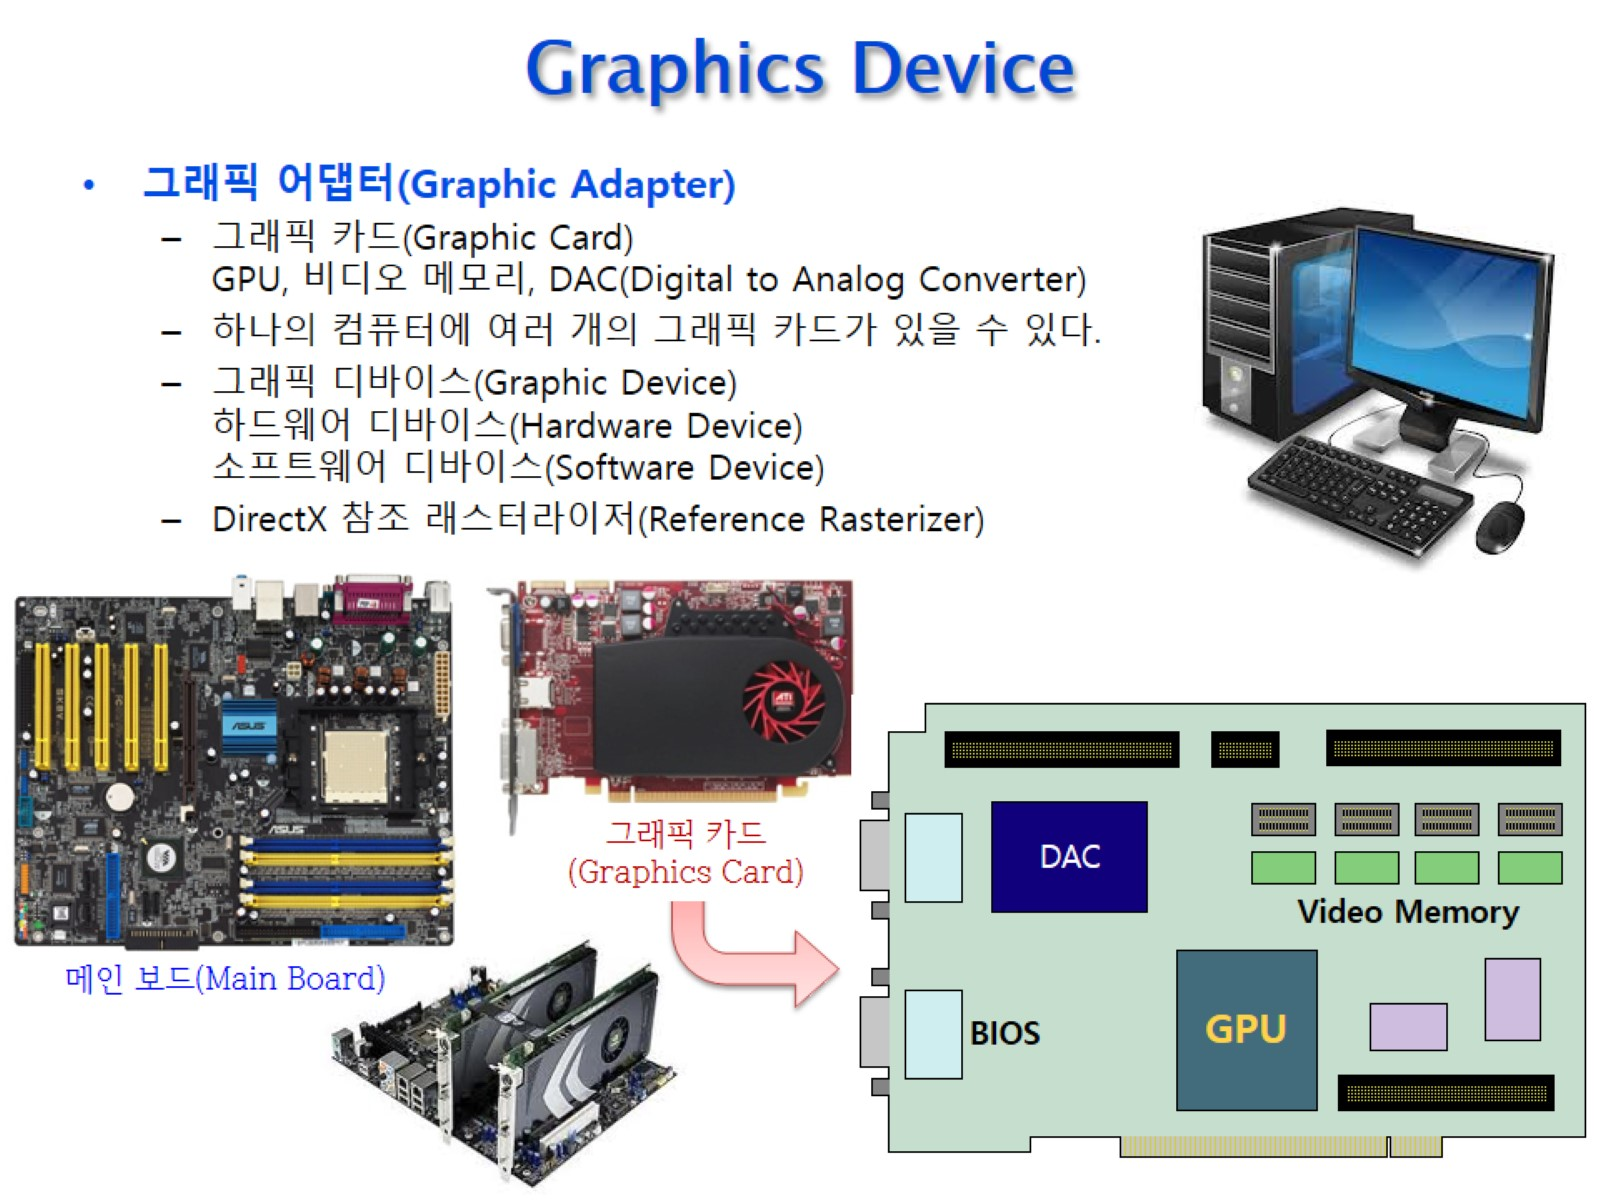 Graphics Device
• 그래픽 어댑터(Graphic Adapter)
– 그래픽 카드(Graphic Card)
GPU, 비디오 메모리, DAC(Digital to Analog Converter)
– 하나의 컴퓨터에 여러 개의 그래픽 카드가 있을 수 있다.
– 그래픽 디바이스(Graphic Device)
하드웨어 디바이스(Hardware Device)
소프트웨어 디바이스(Software Device)
– DirectX 참조 래스터라이저(Reference Rasterizer)
ASUS
ASUS
VIA
ATI
메인 보드(Main Board)
그래픽 카드
(Graphics Card)
DAC
Video Memory
BIOS
GPU